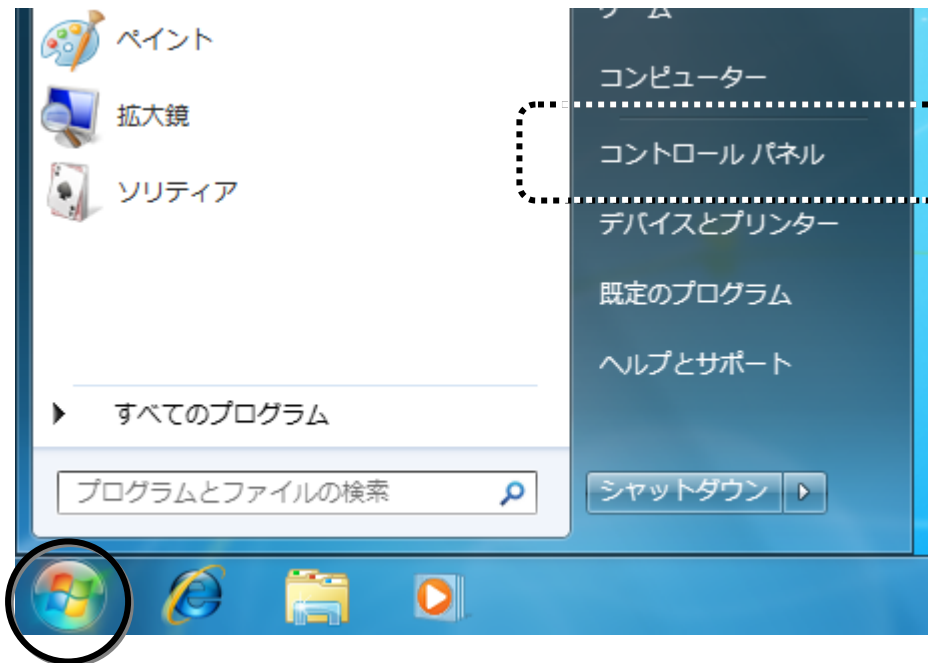 ペイント
拡大鏡
ソリティア
すべてのプログラム
プログラムとファイルの検索
コンピューター
コントロール パネル
デバイスとプリンター
既定のプログラム
ヘルプとサポート
シャットダウン